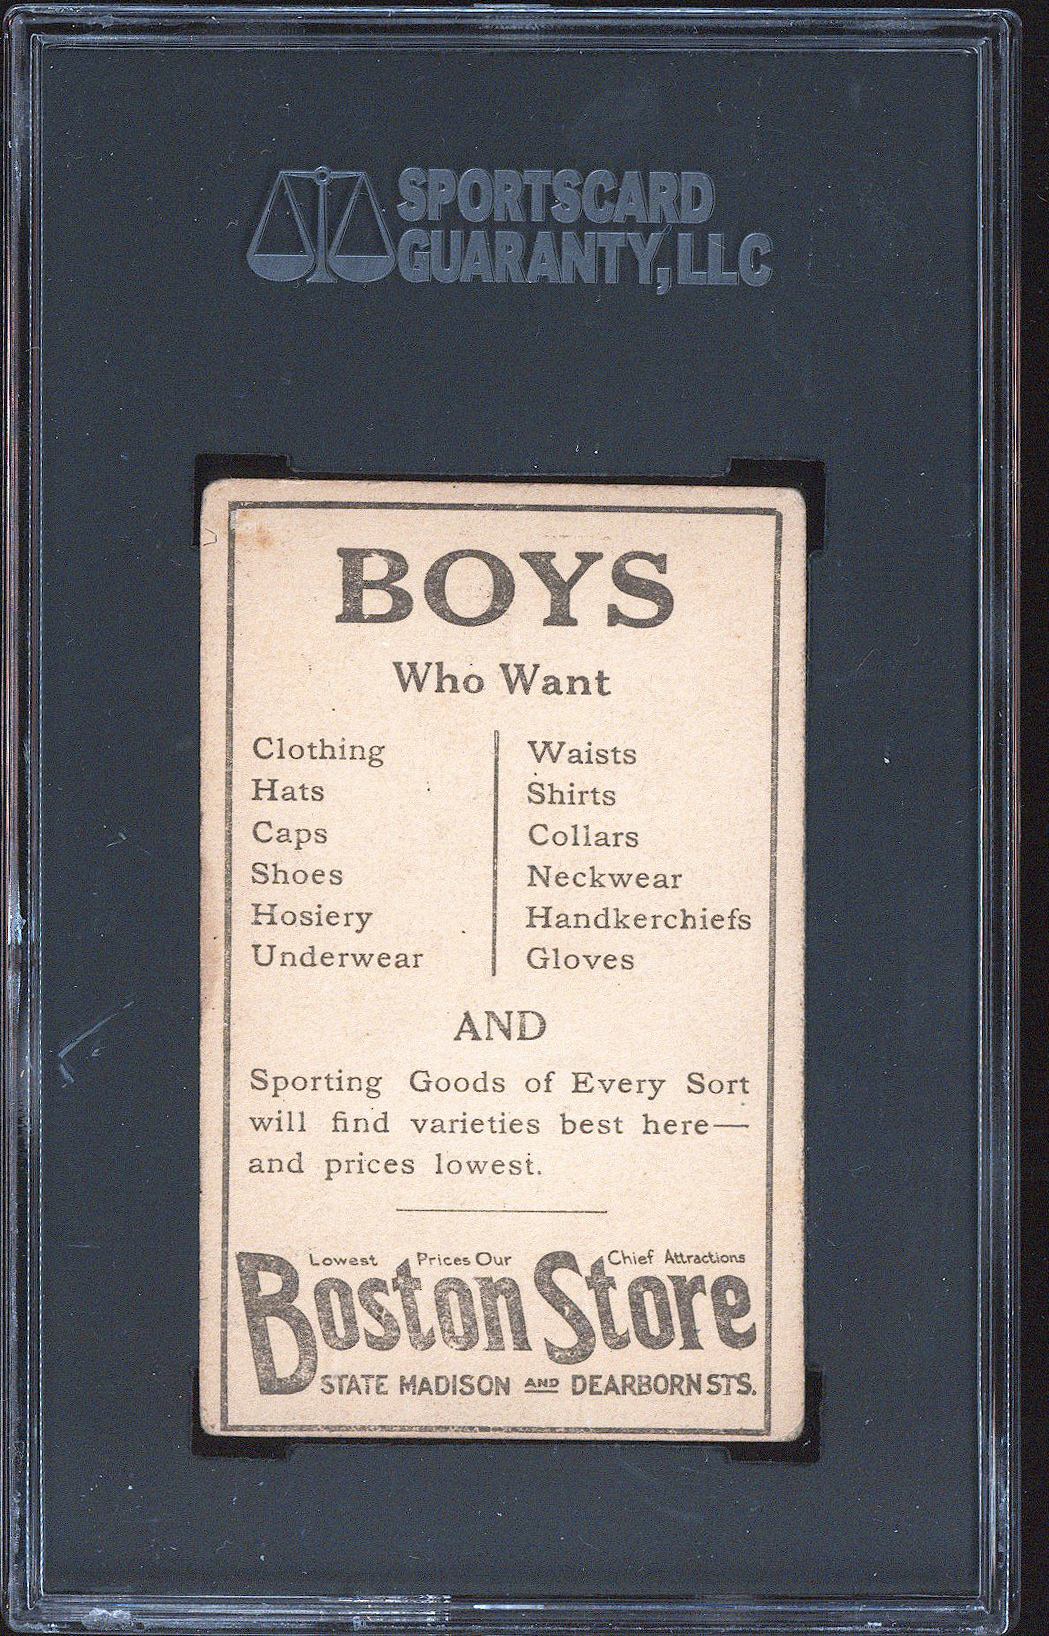 SPORTSCARD
GUARANTY, LLC
BOYS
Who Want
Clothing
Hats
Caps
Shoes
Hosiery
Underwear
Waists
Shirts
Collars
Neckwear
Handkerchiefs
Gloves
AND
Sporting Goods of Every Sort
will find varieties best here—
and prices lowest.
Lowest Prices Our Chief Attractions
Boston Store
STATE MADISON AND DEARBORN STS.